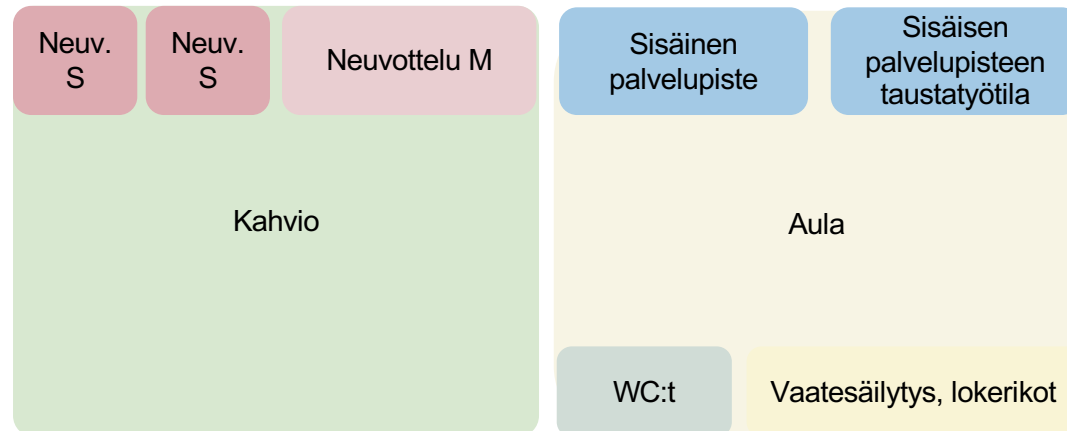 Neuv.
S
Neuv.
S
Neuvottelu M
Sisäinen
palvelupiste
Sisäisen
palvelupisteen
taustatyötila
Kahvio
Aula
WC:t
Vaatesäilytys, lokerikot